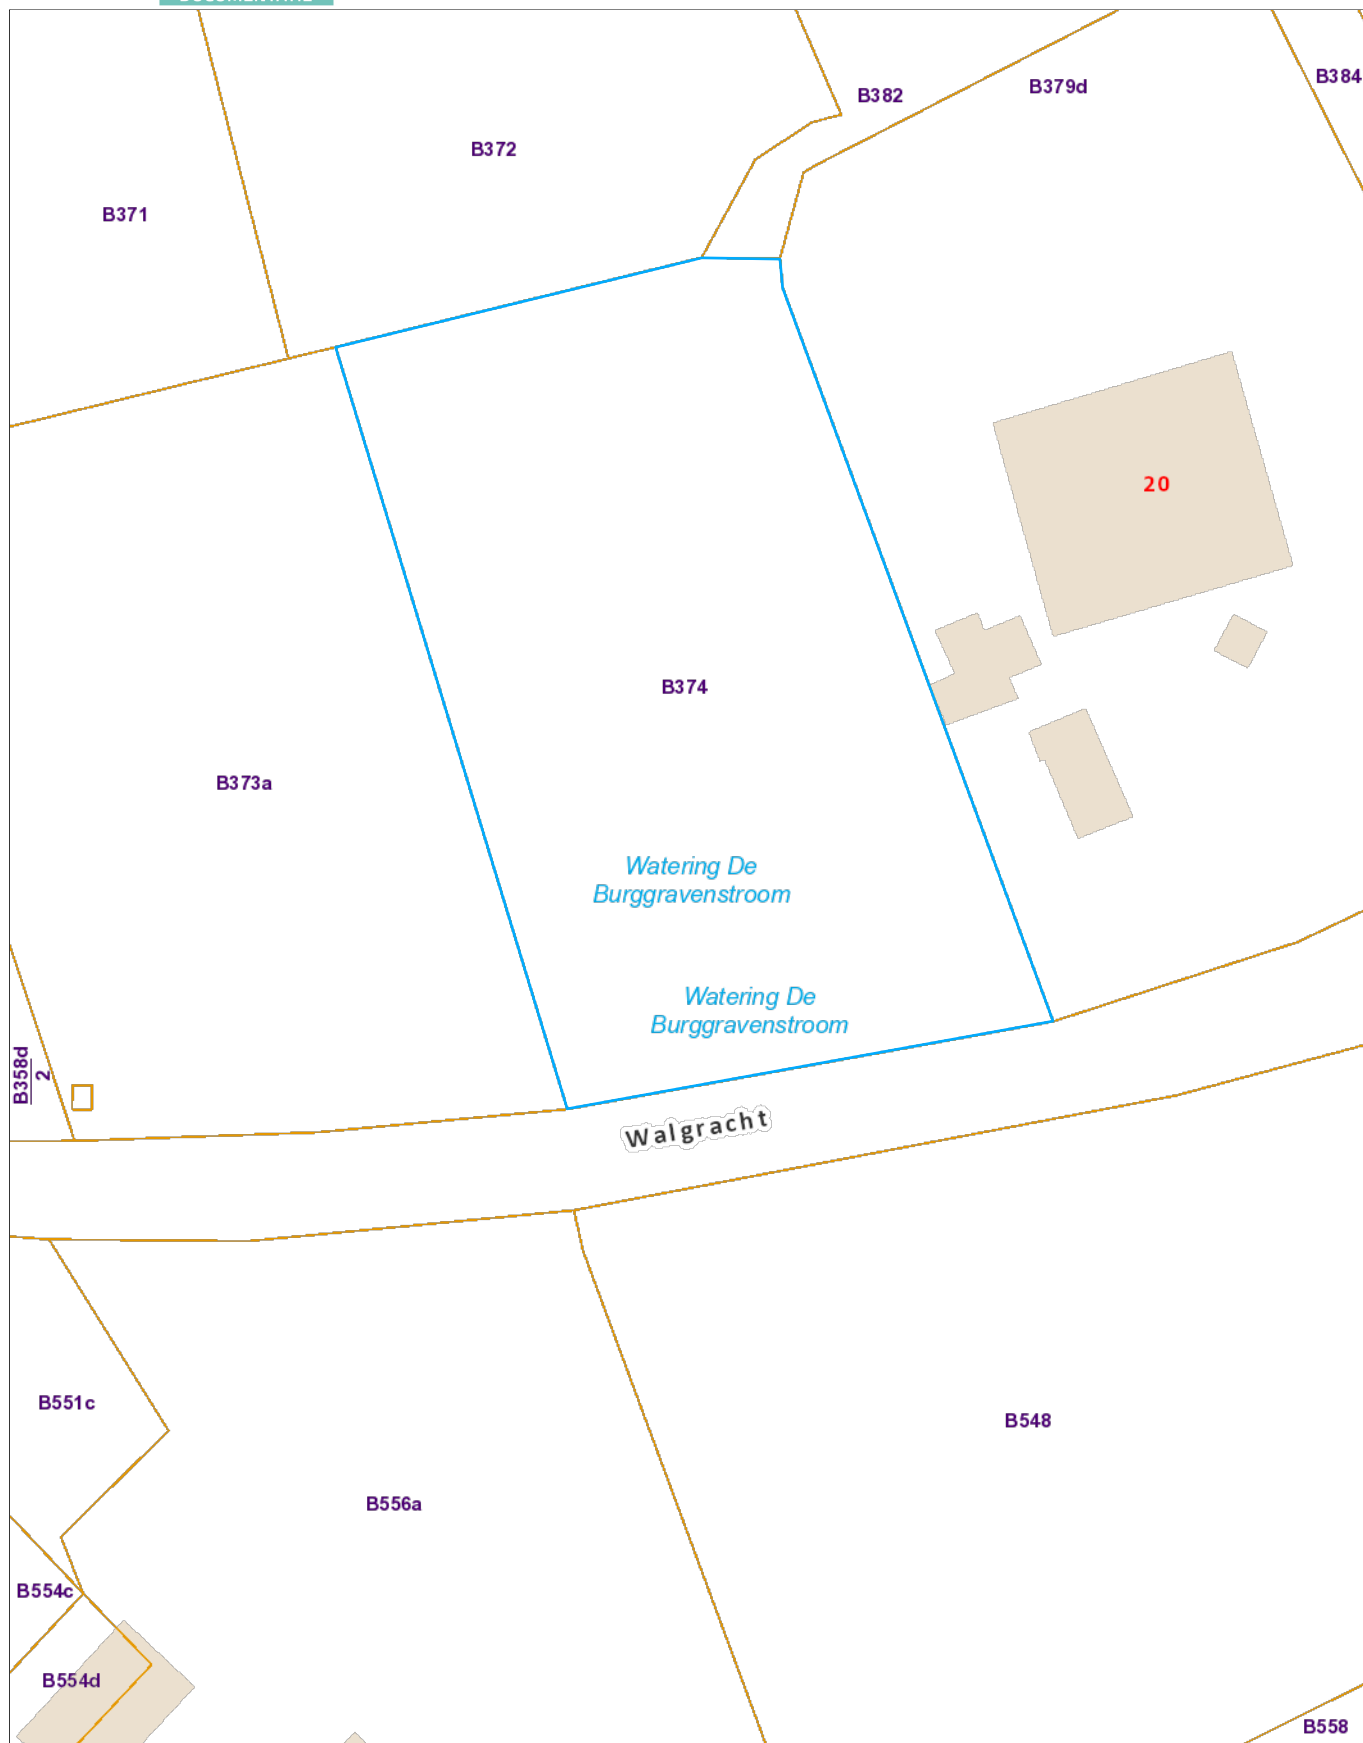 B384
B379d
B382
B372
B371
20
B374
B373a
Watering De
Burggravenstroom
Watering De
Burggravenstroom
B358d
2
Walgracht
B551c
B548
B556a
B554c
B554d
B558